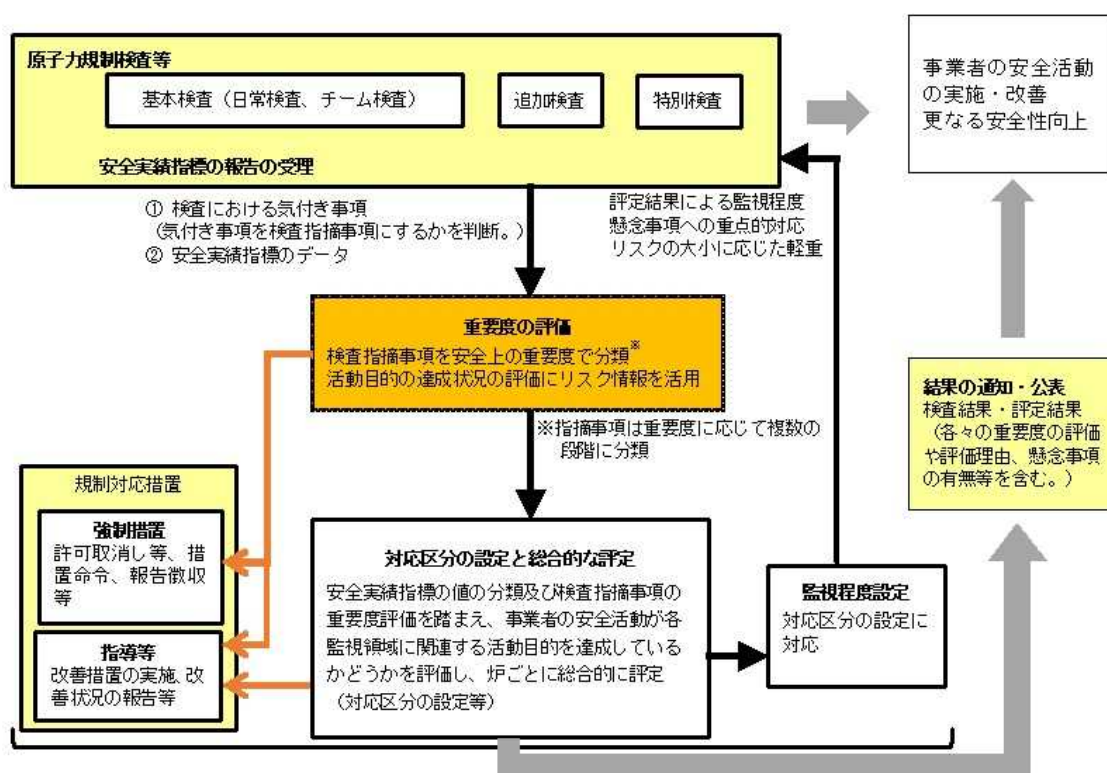 原子力規制検査等
基本検査（日常検査、チーム検査）
追加検査
特別検査
安全実績指標の報告の受理
事業者の安全活動
の実施・改善
更なる安全性向上
① 検査における気付き事項
（気付き事項を検査指摘事項にするかを判断。）
② 安全実績指標のデータ
評定結果による監視程度
懸念事項への重点的対応
リスクの大小に応じた軽重
重要度の評価
検査指摘事項を安全上の重要度で分類※
活動目的の達成状況の評価にリスク情報を活用
※指摘事項は重要度に応じて複数の
段階に分類
結果の通知・公表
検査結果・評定結果
（各々の重要度の評価
や評価理由、懸念事項
の有無等を含む。）
規制対応措置
強制措置
許可取消し等、措
置命令、報告徴収
等
指導等
改善措置の実施、改
善状況の報告等
対応区分の設定と総合的な評定
安全実績指標の値の分類及び検査指摘事項の
重要度評価を踏まえ、事業者の安全活動が各
監視領域に関連する活動目的を達成している
かどうかを評価し、炉ごとに総合的に評定
（対応区分の設定等）
監視程度設定
対応区分の設定に
対応